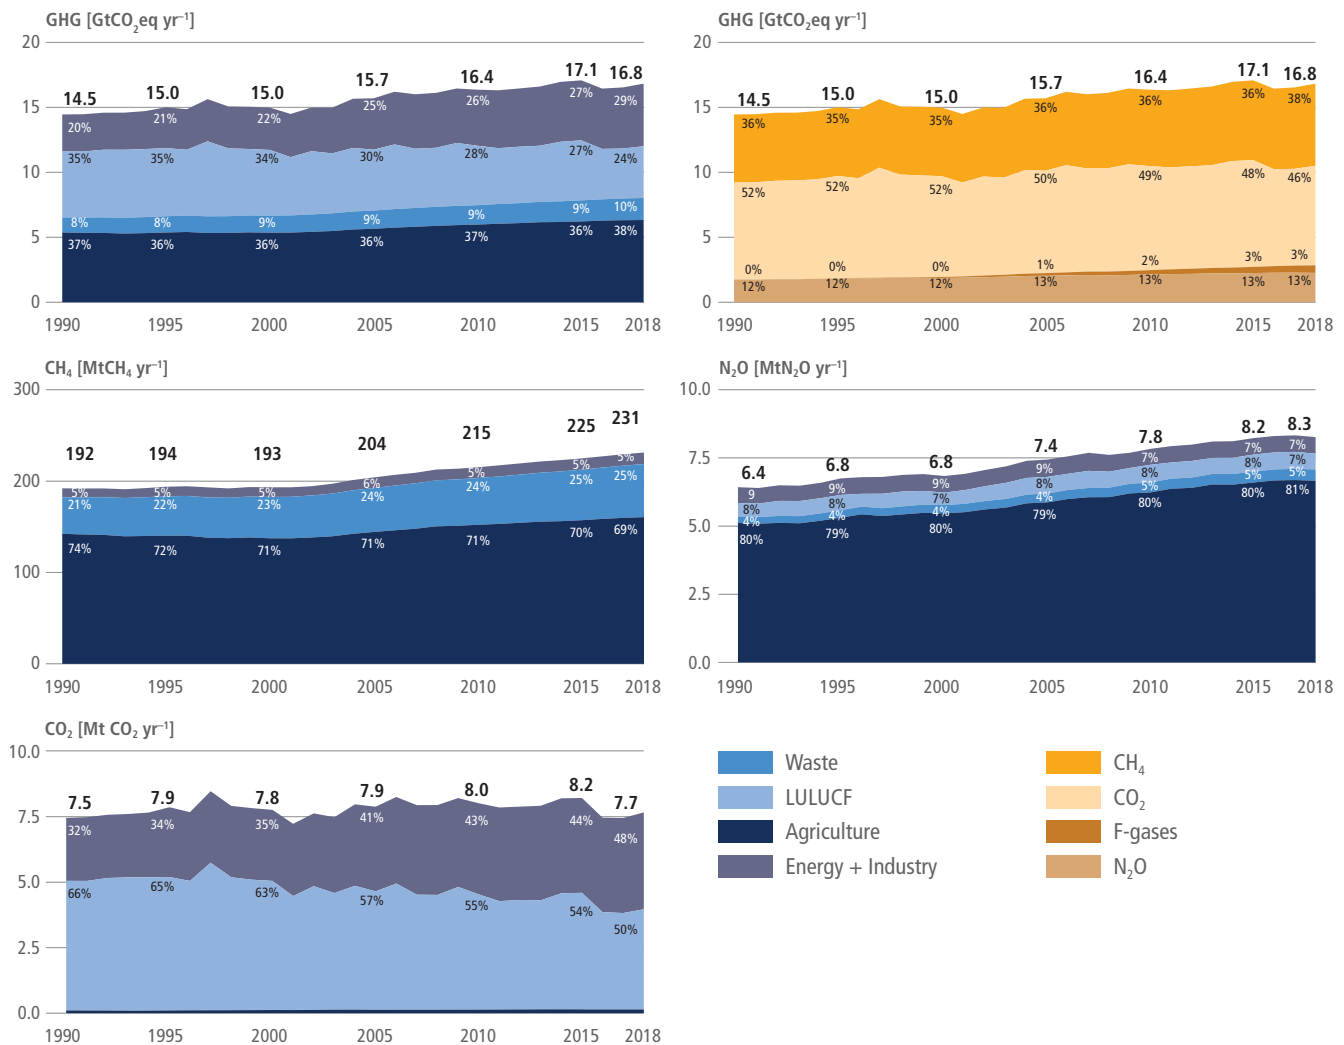 GHG [GtCO₂eq yr⁻¹]
20
15
10
5
0
14.5 15.0 15.0 15.7 16.4 17.1 16.8
20% 21% 22% 25% 26% 27% 29%
35% 35% 34% 30% 28% 27% 24%
8% 8% 9% 9% 9% 9% 10%
37% 36% 36% 36% 37% 36% 38%
1990 1995 2000 2005 2010 2015 2018
GHG [GtCO₂eq yr⁻¹]
20
15
10
5
0
14.5 15.0 15.0 15.7 16.4 17.1 16.8
36% 35% 35% 36% 36% 36% 38%
52% 52% 52% 50% 49% 48% 46%
0% 0% 0% 1% 2% 3% 3%
12% 12% 12% 13% 13% 13% 13%
1990 1995 2000 2005 2010 2015 2018
CH₄ [MtCH₄ yr⁻¹]
300
200
100
0
192 194 193 204 215 225 231
5% 5% 5% 6% 5% 5% 5%
21% 22% 23% 24% 24% 25% 25%
74% 72% 71% 71% 71% 70% 69%
1990 1995 2000 2005 2010 2015 2018
N₂O [MtN₂O yr⁻¹]
10.0
7.5
5.0
2.5
0.0
6.4 6.8 6.8 7.4 7.8 8.2 8.3
9 9% 9% 9% 7% 7% 7%
8% 8% 7% 8% 8% 8% 7%
4% 4% 4% 4% 5% 5% 5%
80% 79% 80% 79% 80% 80% 81%
1990 1995 2000 2005 2010 2015 2018
CO₂ [Mt CO₂ yr⁻¹]
10.0
7.5
5.0
2.5
0.0
7.5 7.9 7.8 7.9 8.0 8.2 7.7
32% 34% 35% 41% 43% 44% 48%
66% 65% 63% 57% 55% 54% 50%
1990 1995 2000 2005 2010 2015 2018
Waste
LULUCF
Agriculture
Energy + Industry
CH₄
CO₂
F-gases
N₂O